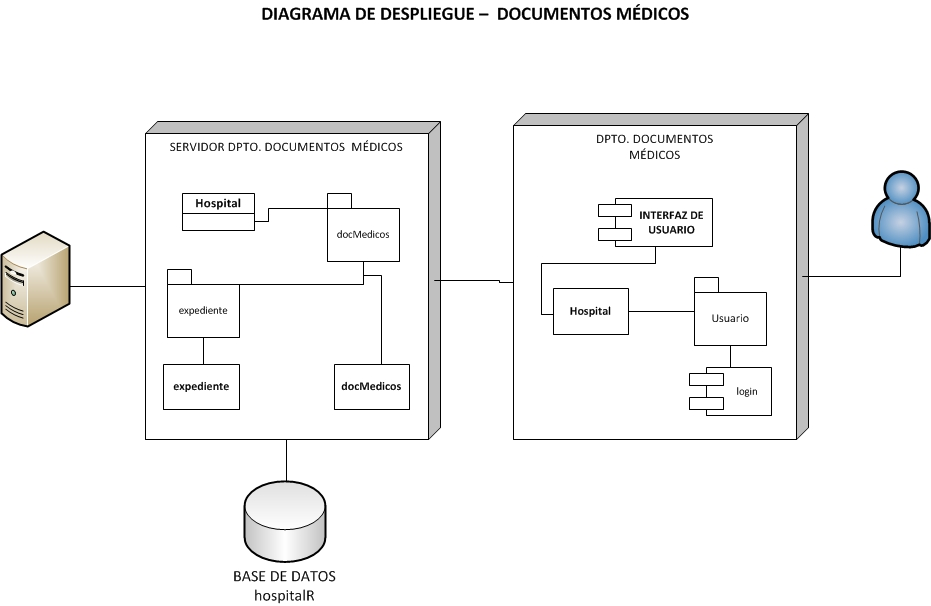 DIAGRAMA DE DESPLIEGUE – DOCUMENTOS MÉDICOS
SERVIDOR DPTO. DOCUMENTOS MÉDICOS
Hospital
docMedicos
expediente
expediente
docMedicos
DPTO. DOCUMENTOS
MÉDICOS
INTERFAZ DE
USUARIO
Hospital
Usuario
login
BASE DE DATOS
hospitalR